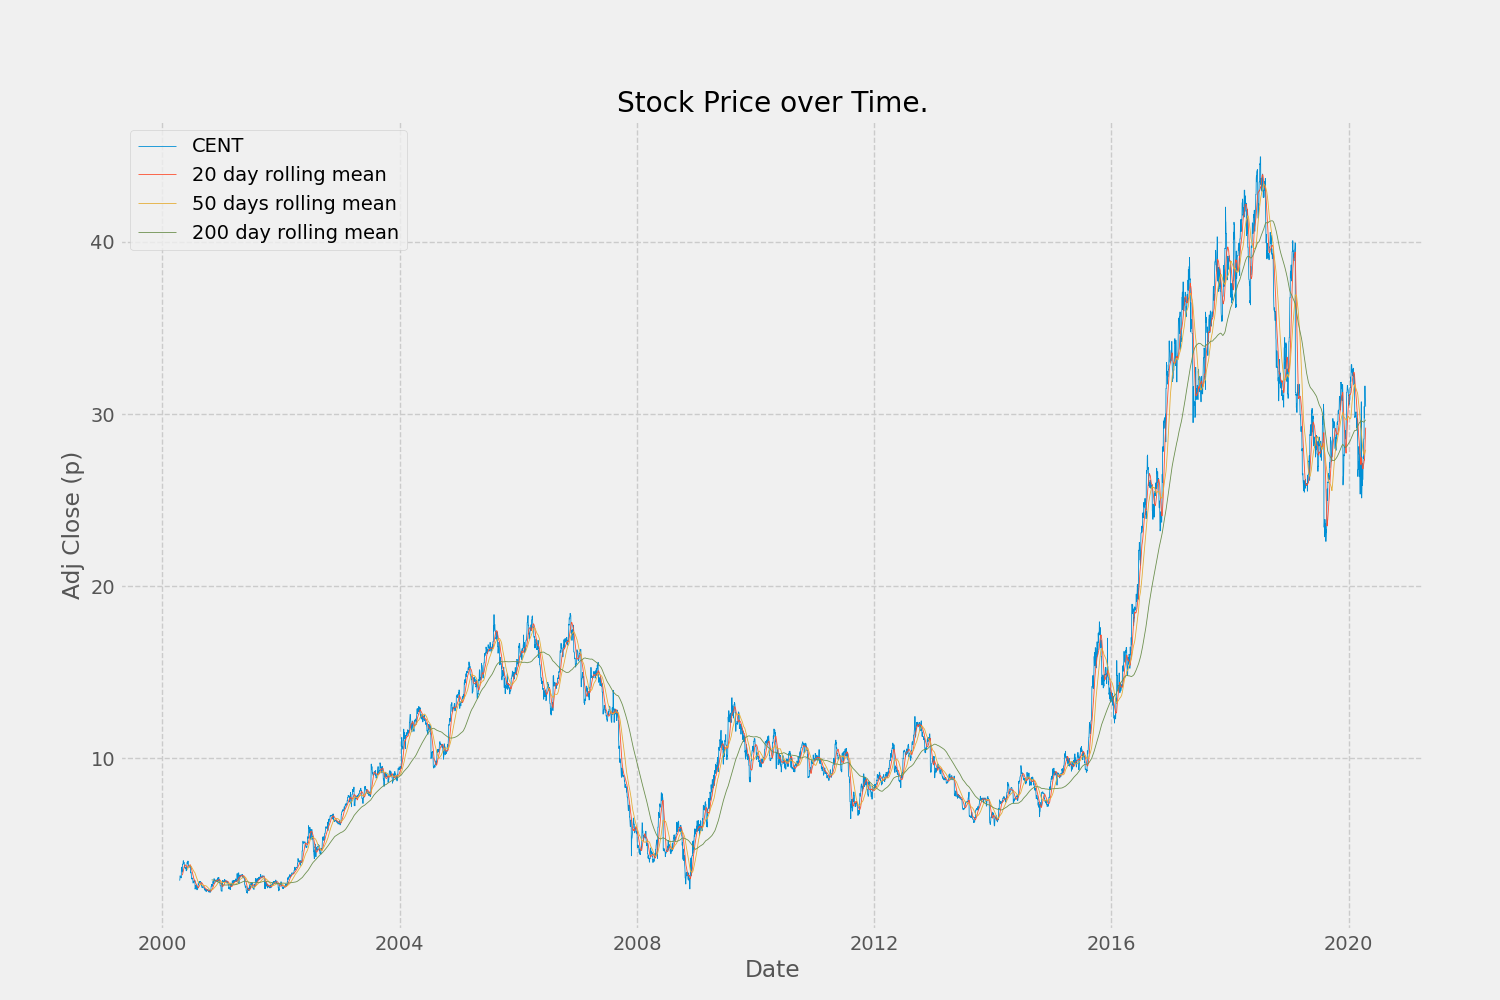 Stock Price over Time.
CENT
20 day rolling mean
50 days rolling mean
200 day rolling mean
40
30
20
10
Adj Close (p)
2000 2004 2008 2012 2016 2020
Date